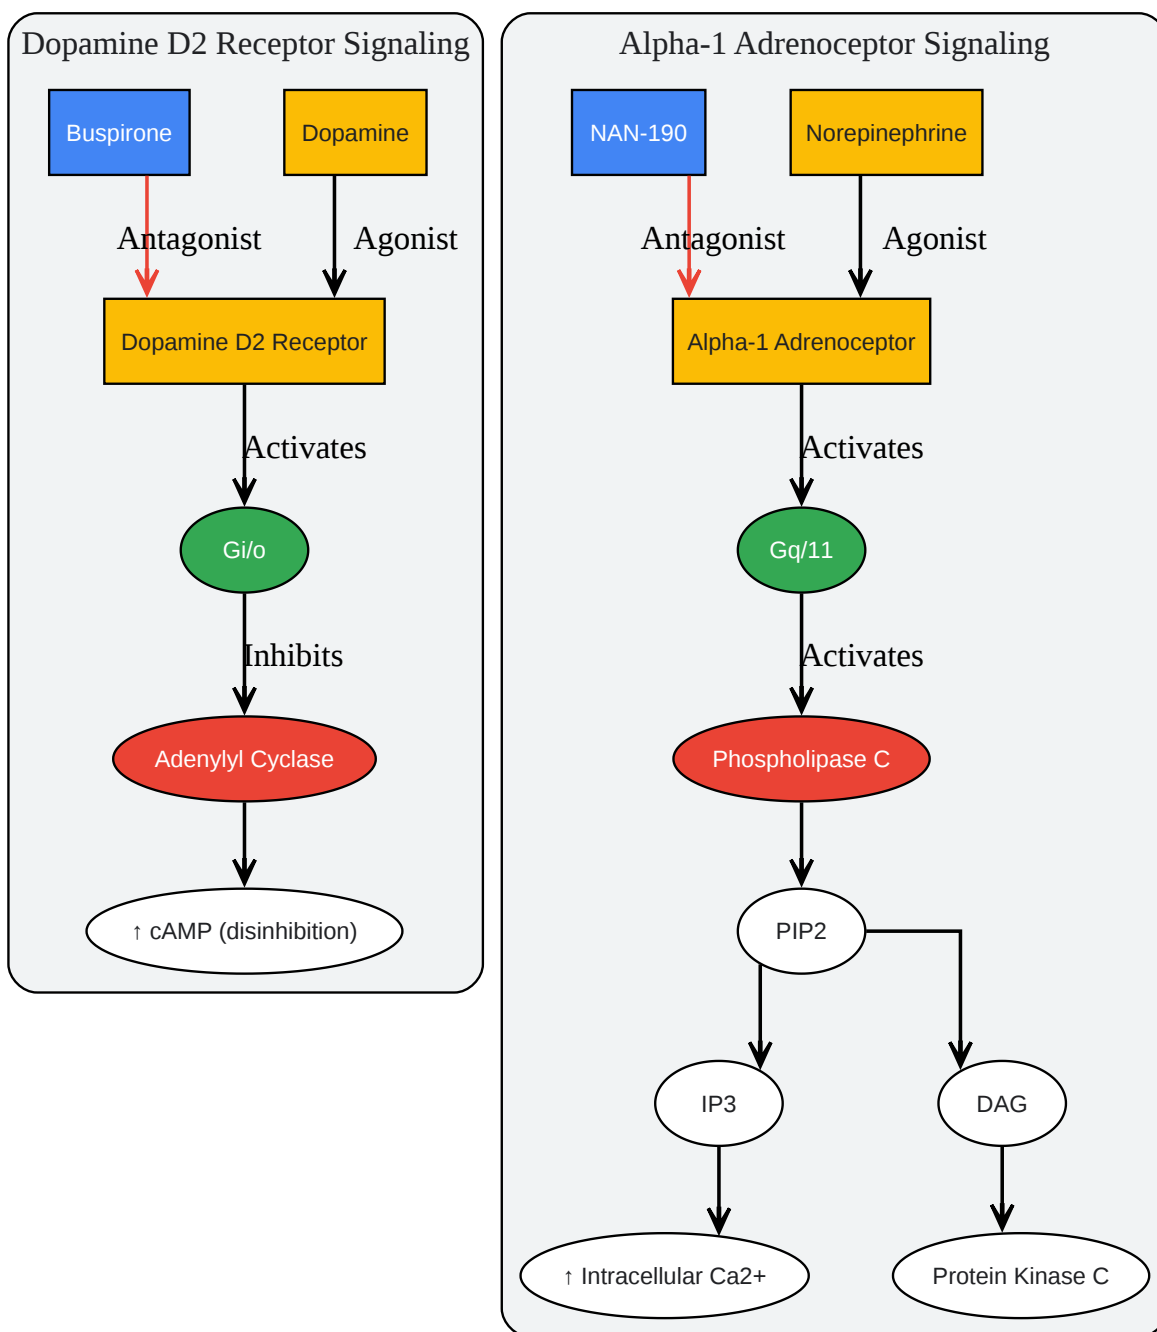 Dopamine D2 Receptor Signaling
Buspirone
Dopamine
Antagonist
Agonist
Dopamine D2 Receptor
Activates
Gi/o
Inhibits
Adenylyl Cyclase
↑ cAMP (disinhibition)
Alpha-1 Adrenoceptor Signaling
NAN-190
Norepinephrine
Antagonist
Agonist
Alpha-1 Adrenoceptor
Activates
Gq/11
Activates
Phospholipase C
PIP2
IP3
DAG
↑ Intracellular Ca2+
Protein Kinase C